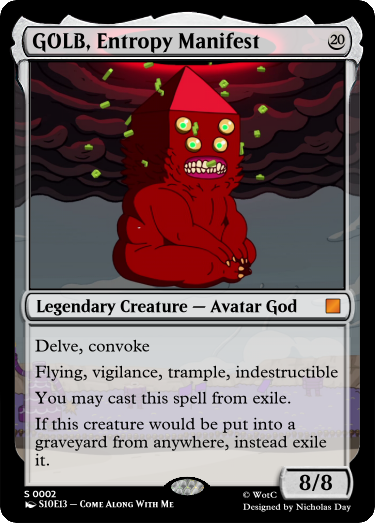 GOLB, Entropy Manifest
20
Legendary Creature — Avatar God
Delve, convoke
Flying, vigilance, trample, indestructible
You may cast this spell from exile.
If this creature would be put into a
graveyard from anywhere, instead exile
it.
8/8
S 0002
S10E13 — Come Along With Me
© WotC
Designed by Nicholas Day